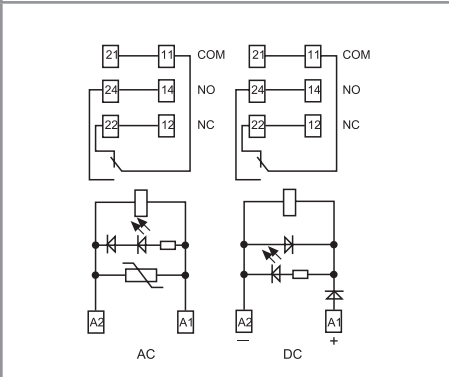 21 11 COM 21 11 COM
24 14 NO 24 14 NO
22 12 NC 22 12 NC
A2 A1 A2 A1
— +
AC DC